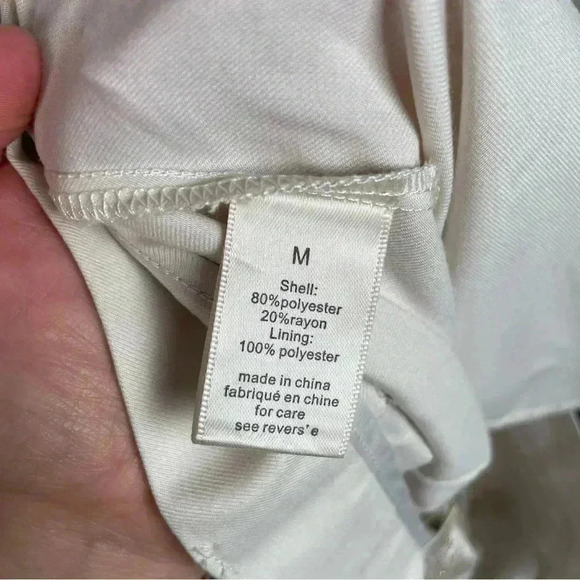 M
Shell:
80%polyester
20%rayon
Lining:
100% polyester
made in china
fabriqué en chine
for care
see revers'e